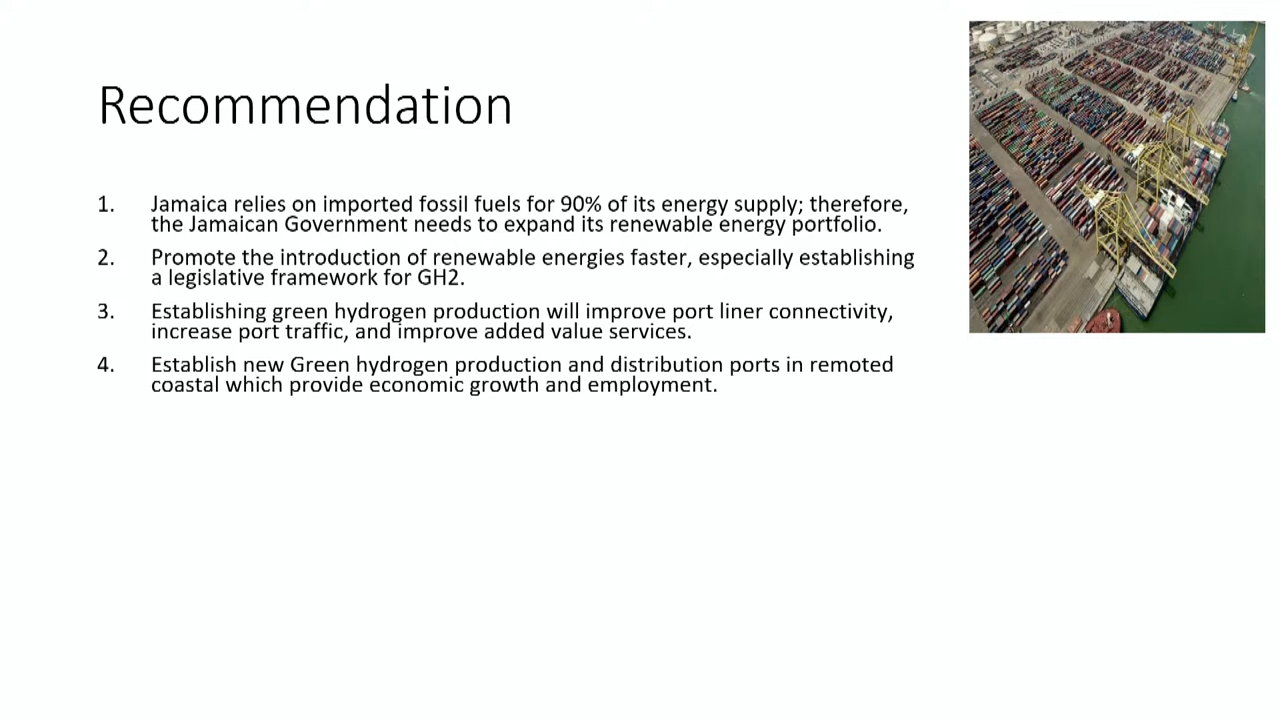 Recommendation
1. Jamaica relies on imported fossil fuels for 90% of its energy supply; therefore,
the Jamaican Government needs to expand its renewable energy portfolio.
2. Promote the introduction of renewable energies faster, especially establishing
a legislative framework for GH2.
3. Establishing green hydrogen production will improve port liner connectivity,
increase port traffic, and improve added value services.
4. Establish new Green hydrogen production and distribution ports in remoted
coastal which provide economic growth and employment.